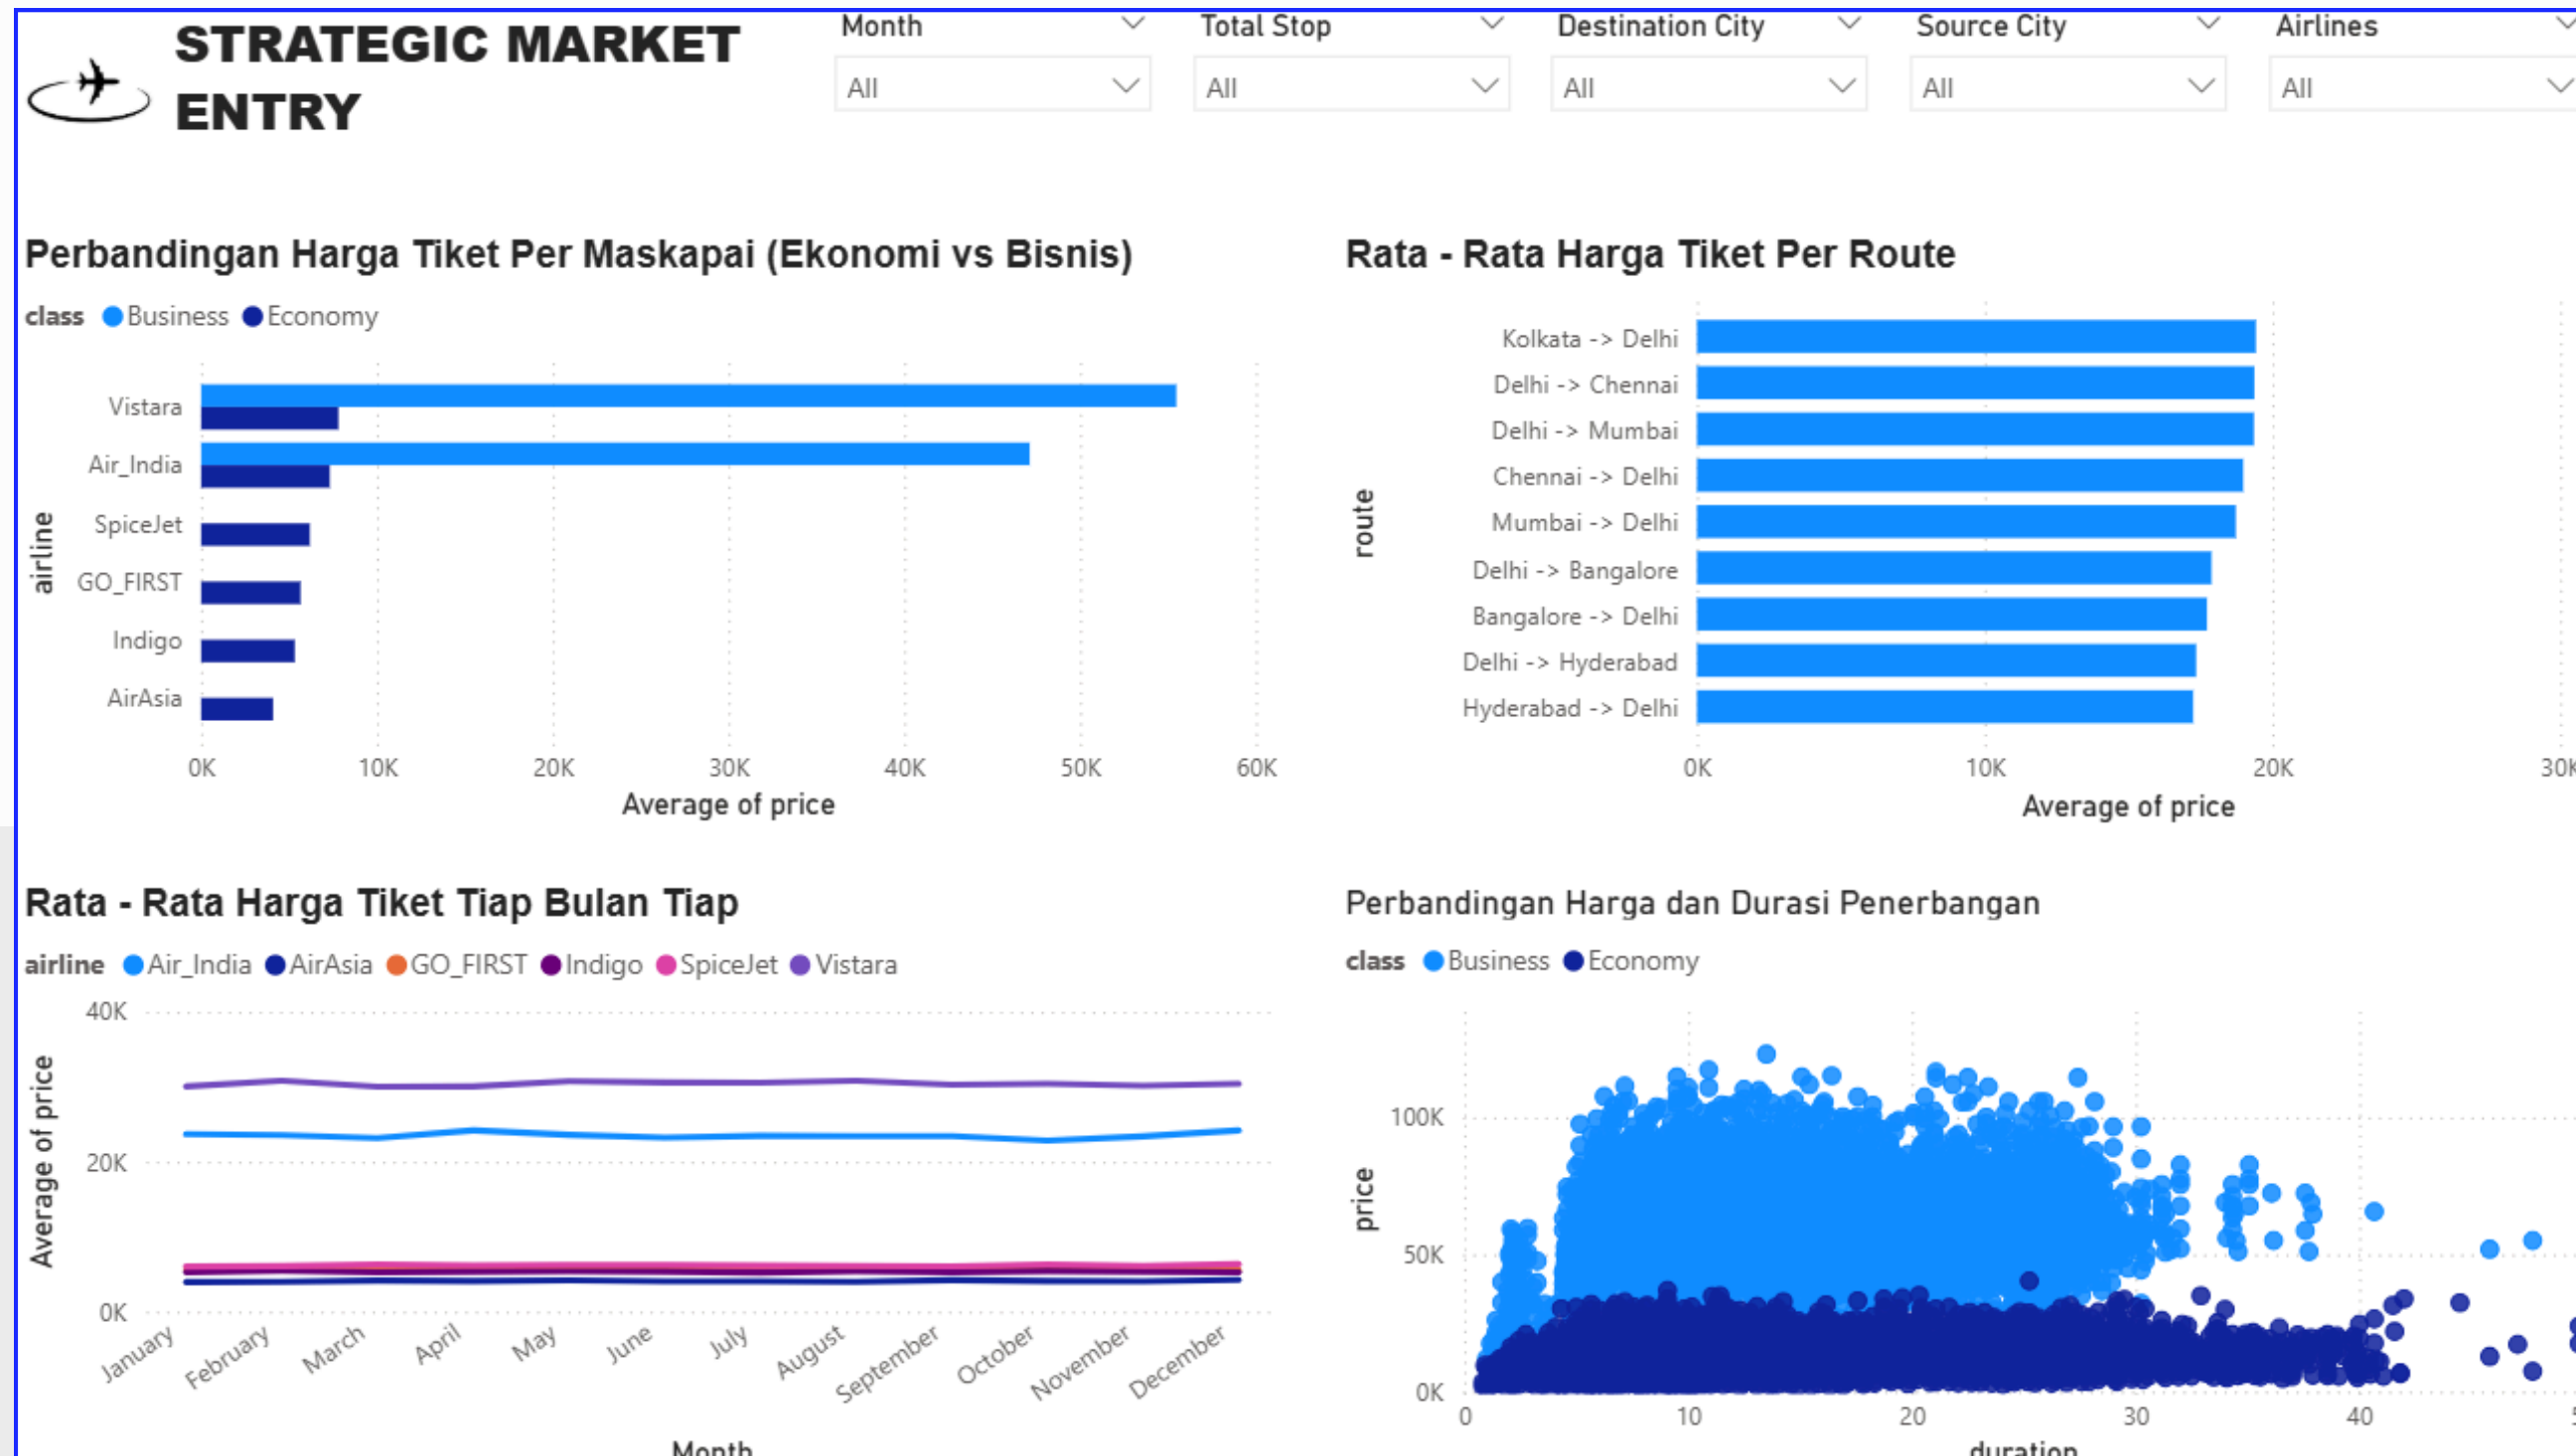 STRATEGIC MARKET
ENTRY
Month
Total Stop
Destination City
Source City
Airlines
All
All
All
All
All
Perbandingan Harga Tiket Per Maskapai (Ekonomi vs Bisnis)
class Business Economy
airline
Vistara
Air_India
SpiceJet
GO_FIRST
Indigo
AirAsia
0K 10K 20K 30K 40K 50K 60K
Average of price
Rata - Rata Harga Tiket Per Route
route
Kolkata -> Delhi
Delhi -> Chennai
Delhi -> Mumbai
Chennai -> Delhi
Mumbai -> Delhi
Delhi -> Bangalore
Bangalore -> Delhi
Delhi -> Hyderabad
Hyderabad -> Delhi
0K 10K 20K 30K
Average of price
Rata - Rata Harga Tiket Tiap Bulan Tiap
airline Air_India AirAsia GO_FIRST Indigo SpiceJet Vistara
Average of price
40K
20K
0K
January February March April May June July August September October November December
Month
Perbandingan Harga dan Durasi Penerbangan
class Business Economy
price
100K
50K
0K
0 10 20 30 40
duration